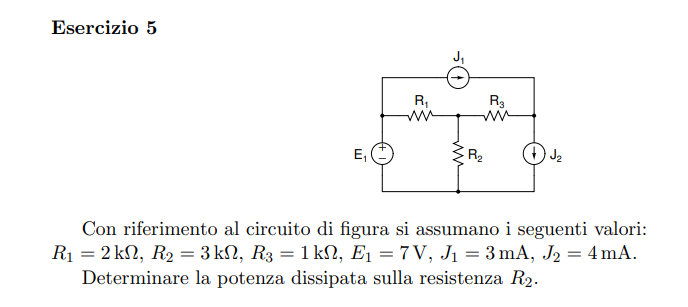 Esercizio 5
J₁
R₁
R₃
E₁
+
−
R₂
J₂
Con riferimento al circuito di figura si assumano i seguenti valori:
R₁ = 2 kΩ, R₂ = 3 kΩ, R₃ = 1 kΩ, E₁ = 7 V, J₁ = 3 mA, J₂ = 4 mA.
Determinare la potenza dissipata sulla resistenza R₂.